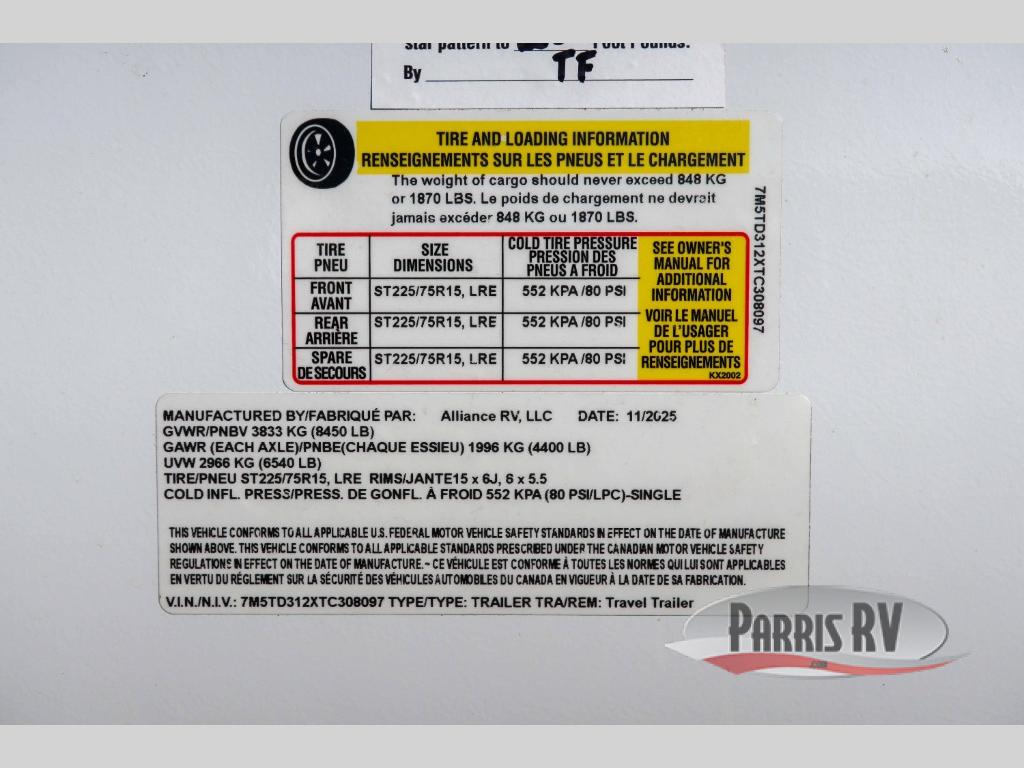 star pattern to Foot Pounds.
By TF
TIRE AND LOADING INFORMATION
RENSEIGNEMENTS SUR LES PNEUS ET LE CHARGEMENT
The weight of cargo should never exceed 848 KG
or 1870 LBS. Le poids de chargement ne devrait
jamais excéder 848 KG ou 1870 LBS.
7M5TD312XTC308097
TIRE PNEU SIZE DIMENSIONS COLD TIRE PRESSURE PRESSION DES PNEUS A FROID
FRONT AVANT ST225/75R15, LRE 552 KPA /80 PSI
REAR ARRIÈRE ST225/75R15, LRE 552 KPA /80 PSI
SPARE DE SECOURS ST225/75R15, LRE 552 KPA /80 PSI
SEE OWNER'S
MANUAL FOR
ADDITIONAL
INFORMATION
VOIR LE MANUEL
DE L'USAGER
POUR PLUS DE
RENSEIGNEMENTS
KX2002
MANUFACTURED BY/FABRIQUÉ PAR: Alliance RV, LLC DATE: 11/2025
GVWR/PNBV 3833 KG (8450 LB)
GAWR (EACH AXLE)/PNBE(CHAQUE ESSIEU) 1996 KG (4400 LB)
UVW 2966 KG (6540 LB)
TIRE/PNEU ST225/75R15, LRE RIMS/JANTE15 x 6J, 6 x 5.5
COLD INFL. PRESS/PRESS. DE GONFL. À FROID 552 KPA (80 PSI/LPC)-SINGLE
THIS VEHICLE CONFORMS TO ALL APPLICABLE U.S. FEDERAL MOTOR VEHICLE SAFETY STANDARDS IN EFFECT ON THE DATE OF MANUFACTURE
SHOWN ABOVE. THIS VEHICLE CONFORMS TO ALL APPLICABLE STANDARDS PRESCRIBED UNDER THE CANADIAN MOTOR VEHICLE SAFETY
REGULATIONS IN EFFECT ON THE DATE OF MANUFACTURE. ~ CE VÉHICULE EST CONFORME À TOUTES LES NORMES QUI LUI SONT APPLICABLES
EN VERTU DU RÉGLEMENT SUR LA SÉCURITÉ DES VÉHICULES AUTOMOBILES DU CANADA EN VIGUEUR À LA DATE DE SA FABRICATION.
V.I.N./N.I.V.: 7M5TD312XTC308097 TYPE/TYPE: TRAILER TRA/REM: Travel Trailer
PARRIS RV
.com